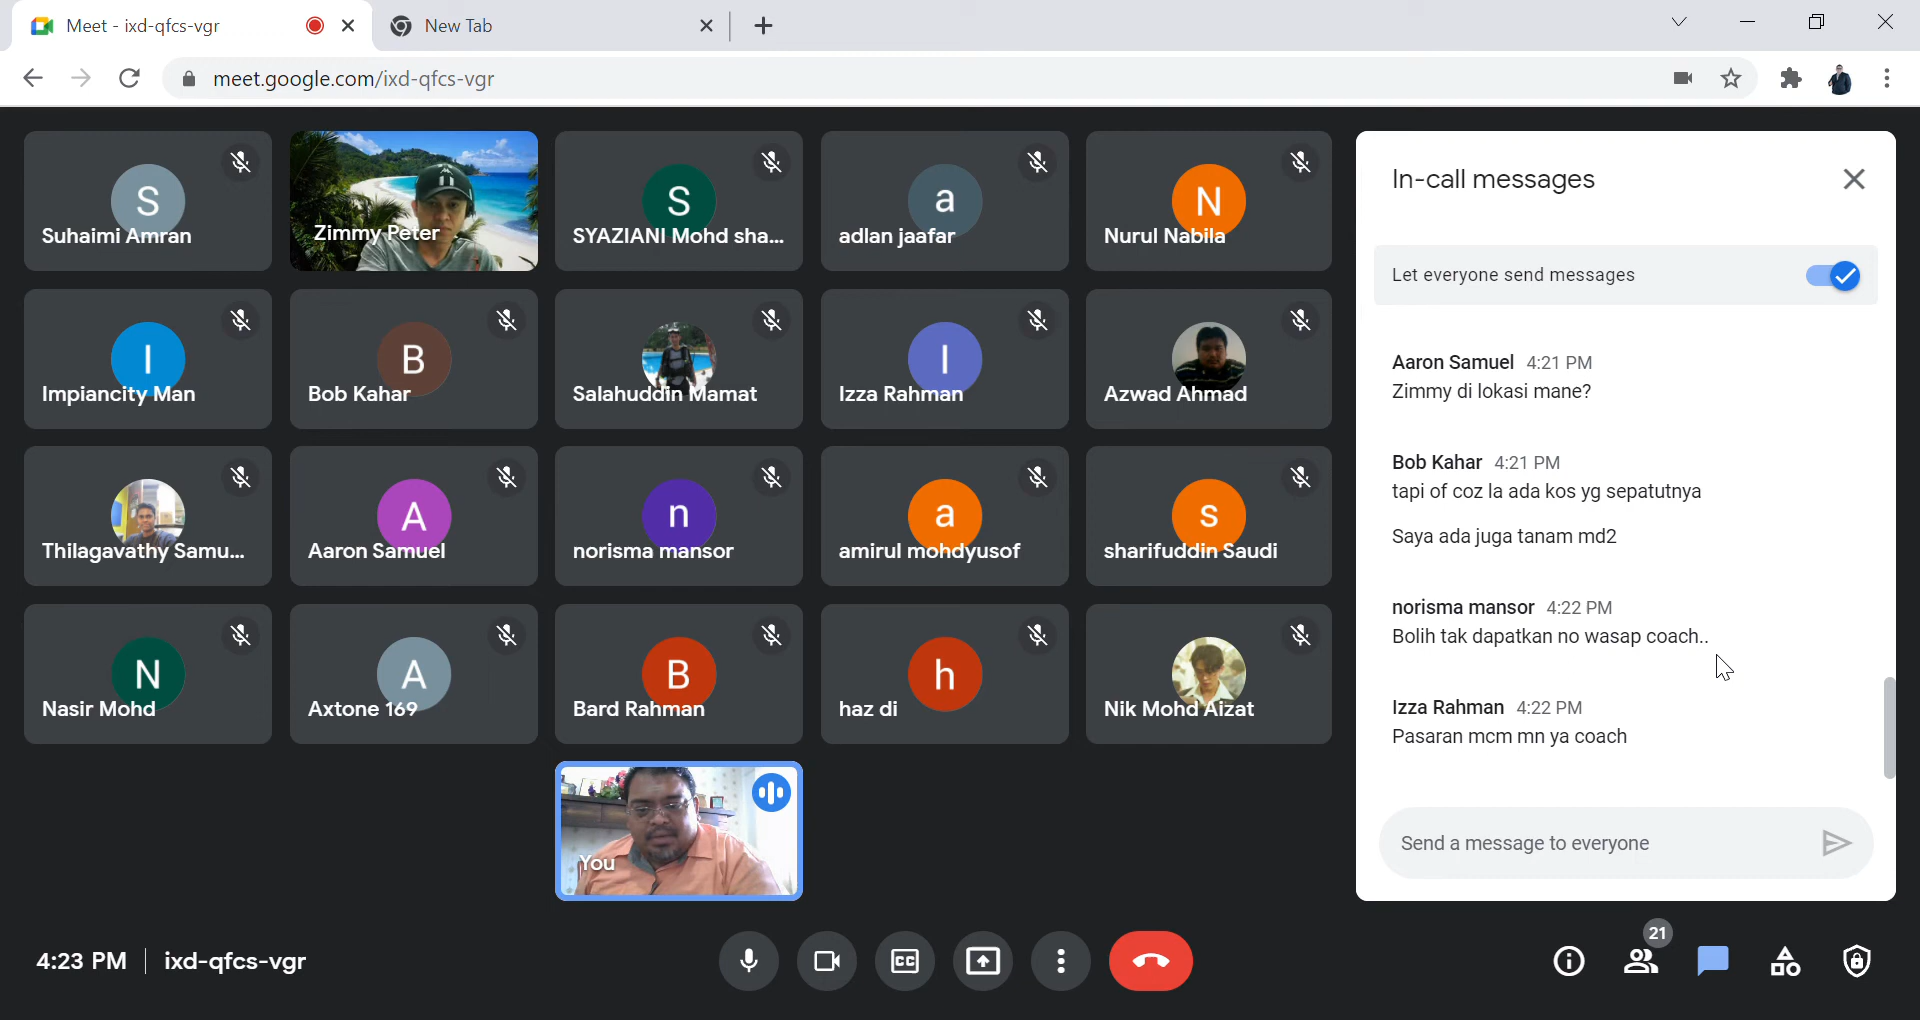 Meet - ixd-qfcs-vgr
New Tab
meet.google.com/ixd-qfcs-vgr
S
Suhaimi Amran
Zimmy Peter
S
SYAZIANI Mohd sha...
a
adlan jaafar
N
Nurul Nabila
I
Impiancity Man
B
Bob Kahar
Salahuddin Mamat
I
Izza Rahman
Azwad Ahmad
Thilagavathy Samu...
A
Aaron Samuel
n
norisma mansor
a
amirul mohdyusof
s
sharifuddin Saudi
N
Nasir Mohd
A
Axtone 169
B
Bard Rahman
h
haz di
Nik Mohd Aizat
You
In-call messages
Let everyone send messages
Aaron Samuel 4:21 PM
Zimmy di lokasi mane?
Bob Kahar 4:21 PM
tapi of coz la ada kos yg sepatutnya
Saya ada juga tanam md2
norisma mansor 4:22 PM
Bolih tak dapatkan no wasap coach..
Izza Rahman 4:22 PM
Pasaran mcm mn ya coach
Send a message to everyone
4:23 PM | ixd-qfcs-vgr
CC
21